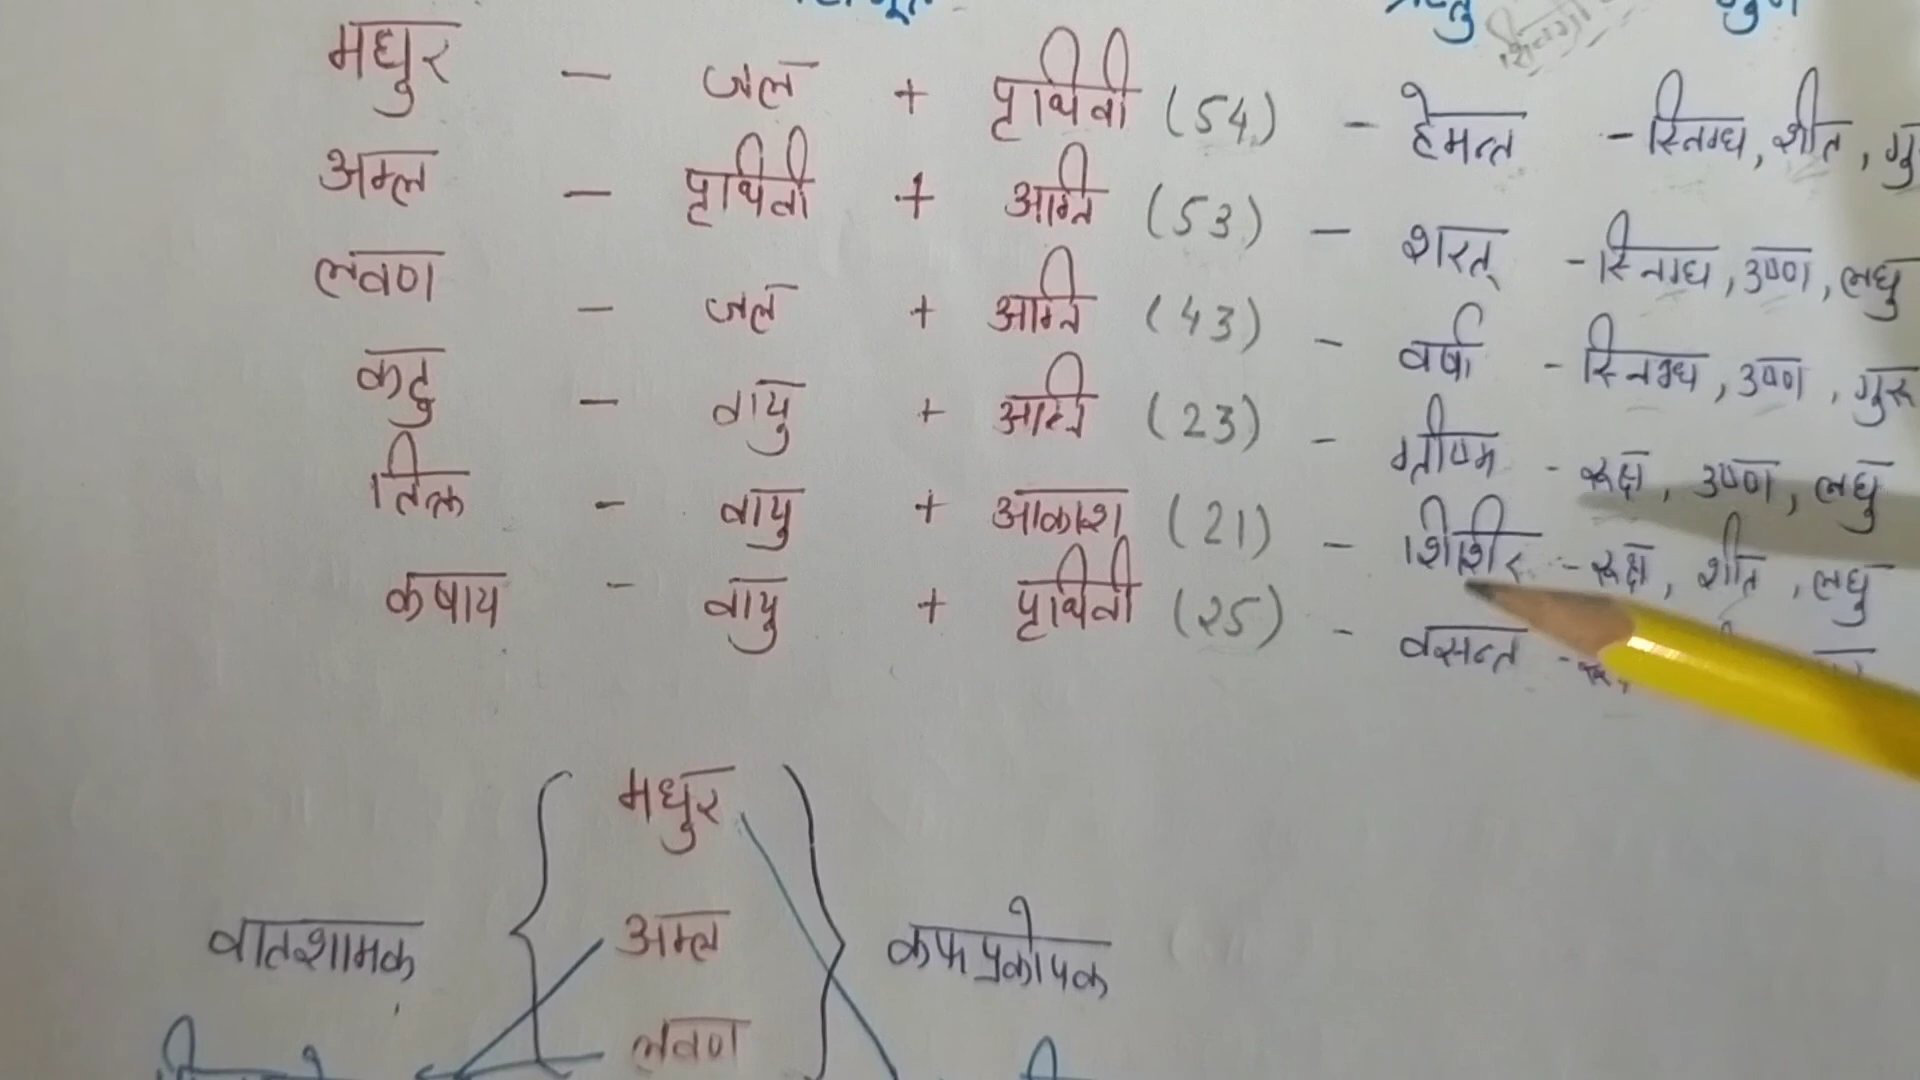 मधुर - जल + पृथिवी (54) - हेमन्त - स्निग्ध, शीत,
अम्ल - पृथिवी + अग्नि (53) - शरत् - स्निग्ध, उष्ण, लघु
लवण - जल + अग्नि (43) - वर्षा - स्निग्ध, उष्ण, गुरू
कटु - वायु + अग्नि (23) - ग्रीष्म - रूक्ष, उष्ण, लघु
तिक्त - वायु + आकाश (21) - शिशिर - रूक्ष, शीत, लघु
कषाय - वायु + पृथिवी (25) - वसन्त -
मधुर
वातशामक अम्ल कफप्रकोपक
लवण